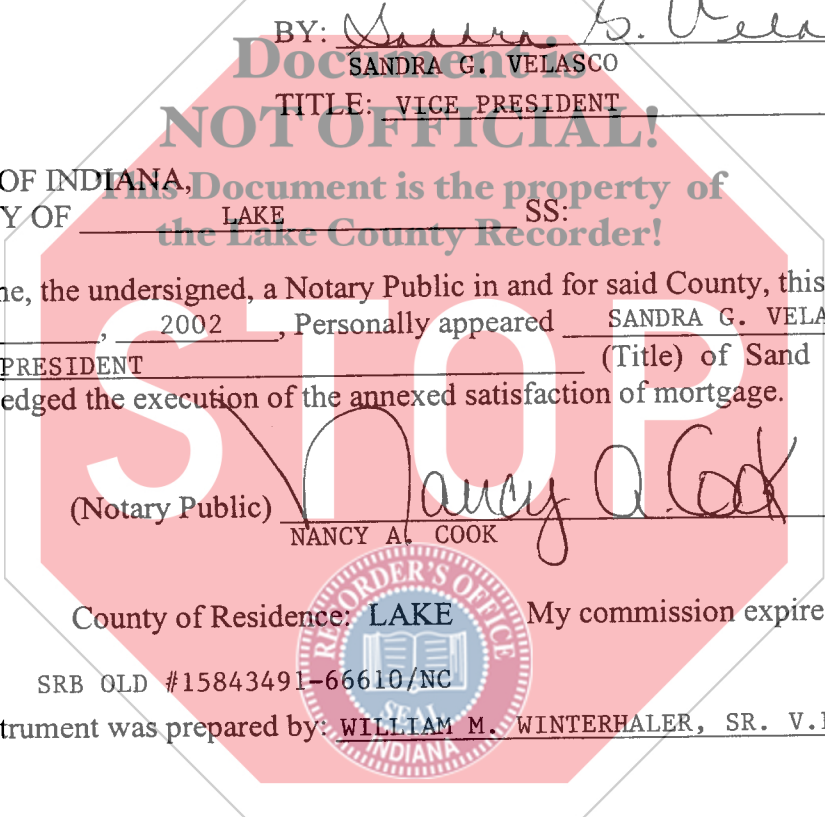 BY: Sandra G. Vela
Document is
SANDRA G. VELASCO
TITLE: VICE PRESIDENT
NOT OFFICIAL!
OF INDIANA,
This Document is the property of
Y OF LAKE SS:
the Lake County Recorder!
ne, the undersigned, a Notary Public in and for said County, this
, 2002, Personally appeared SANDRA G. VELA
PRESIDENT (Title) of Sand
edged the execution of the annexed satisfaction of mortgage.
STOP
(Notary Public) Nancy A. Cook
NANCY A. COOK
RECORDER'S OFFICE
County of Residence: LAKE My commission expire
SRB OLD #15843491-66610/NC
SEAL
trument was prepared by: WILLIAM M. WINTERHALER, SR. V.
INDIANA